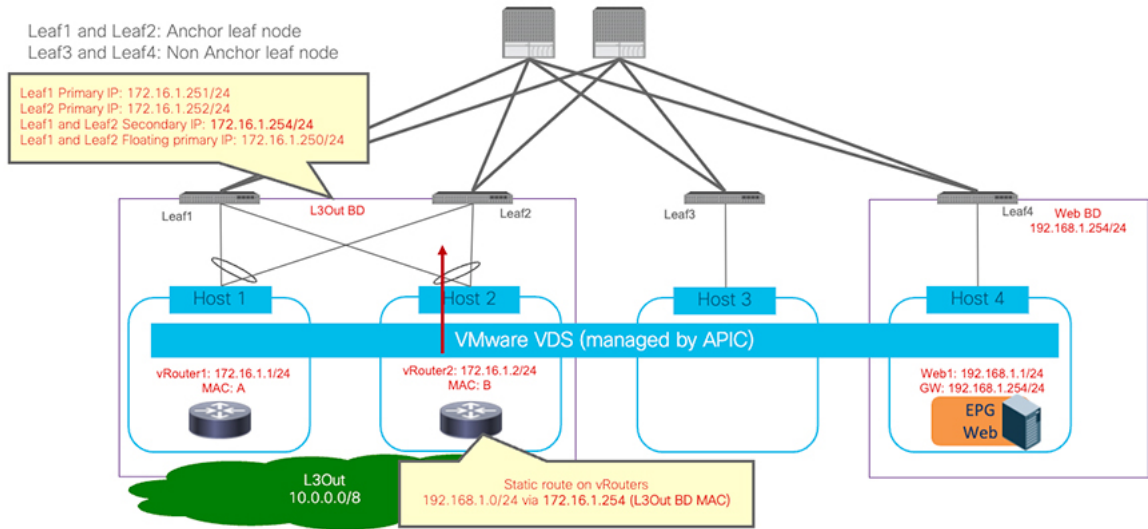 Leaf1 and Leaf2: Anchor leaf node
Leaf3 and Leaf4: Non Anchor leaf node
Leaf1 Primary IP: 172.16.1.251/24
Leaf2 Primary IP: 172.16.1.252/24
Leaf1 and Leaf2 Secondary IP: 172.16.1.254/24
Leaf1 and Leaf2 Floating primary IP: 172.16.1.250/24
Leaf1
L3Out BD
Leaf2
Leaf3
Leaf4
Web BD
192.168.1.254/24
Host 1
Host 2
Host 3
Host 4
VMware VDS (managed by APIC)
vRouter1: 172.16.1.1/24
MAC: A
vRouter2: 172.16.1.2/24
MAC: B
Web1: 192.168.1.1/24
GW: 192.168.1.254/24
EPG
Web
L3Out
10.0.0.0/8
Static route on vRouters
192.168.1.0/24 via 172.16.1.254 (L3Out BD MAC)